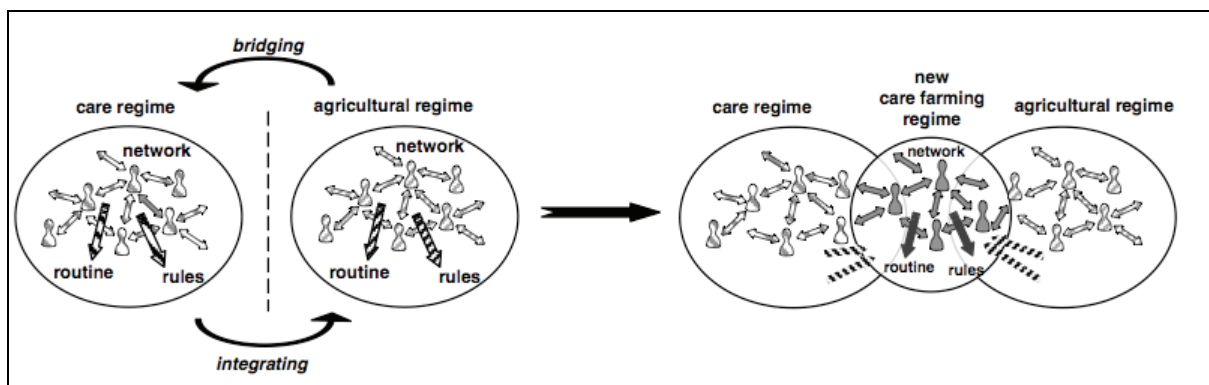 bridging
care regime
agricultural regime
network
network
routine
rules
routine
rules
integrating
new
care farming
regime
care regime
agricultural regime
network
routine
rules